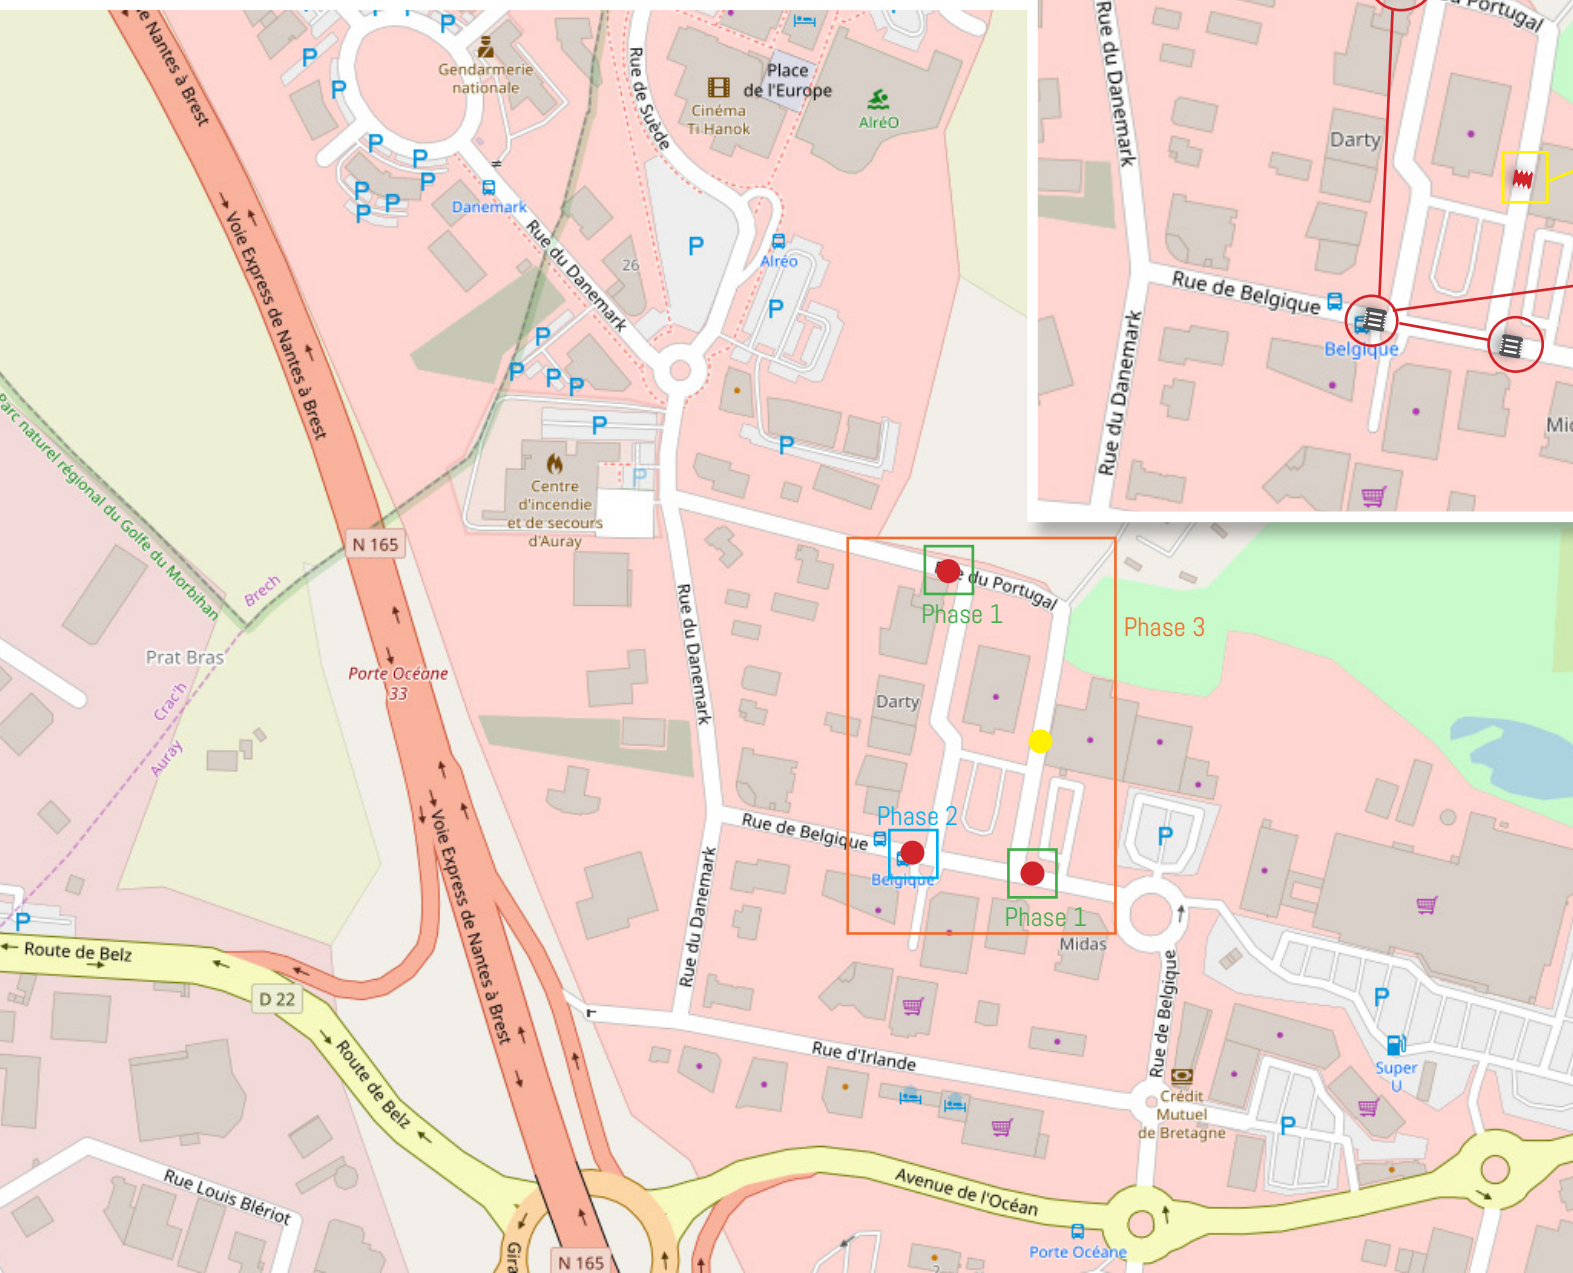 Voie Express de Nantes à Brest
P
P
P
Gendarmerie
nationale
P
P
P
P
P
P
P
Danemark
Rue de Suède
Cinéma
Ti Hanok
Place
de l'Europe
AlréO
Rue du Danemark
26
P
Alréo
P
P
P
P
P
P
P
P
Centre
d'incendie
et de secours
d'Auray
Rue du Danemark
Rue du Danemark
Darty
Rue de Belgique
Belgique
u Portugal
Parc naturel régional du Golfe du Morbihan
Brech
N 165
Prat Bras
Crac'h
Auray
Porte Océane
33
Voie Express de Nantes à Brest
Rue du Danemark
Rue du Danemark
e du Portugal
Phase 1
Phase 3
Darty
Phase 2
Rue de Belgique
Belgique
Phase 1
Midas
P
P
Route de Belz
D 22
Route de Belz
Rue Louis Blériot
Rue d'Irlande
Rue de Belgique
Crédit
Mutuel
de Bretagne
P
P
Super
U
Avenue de l'Océan
Porte Océane
N 165